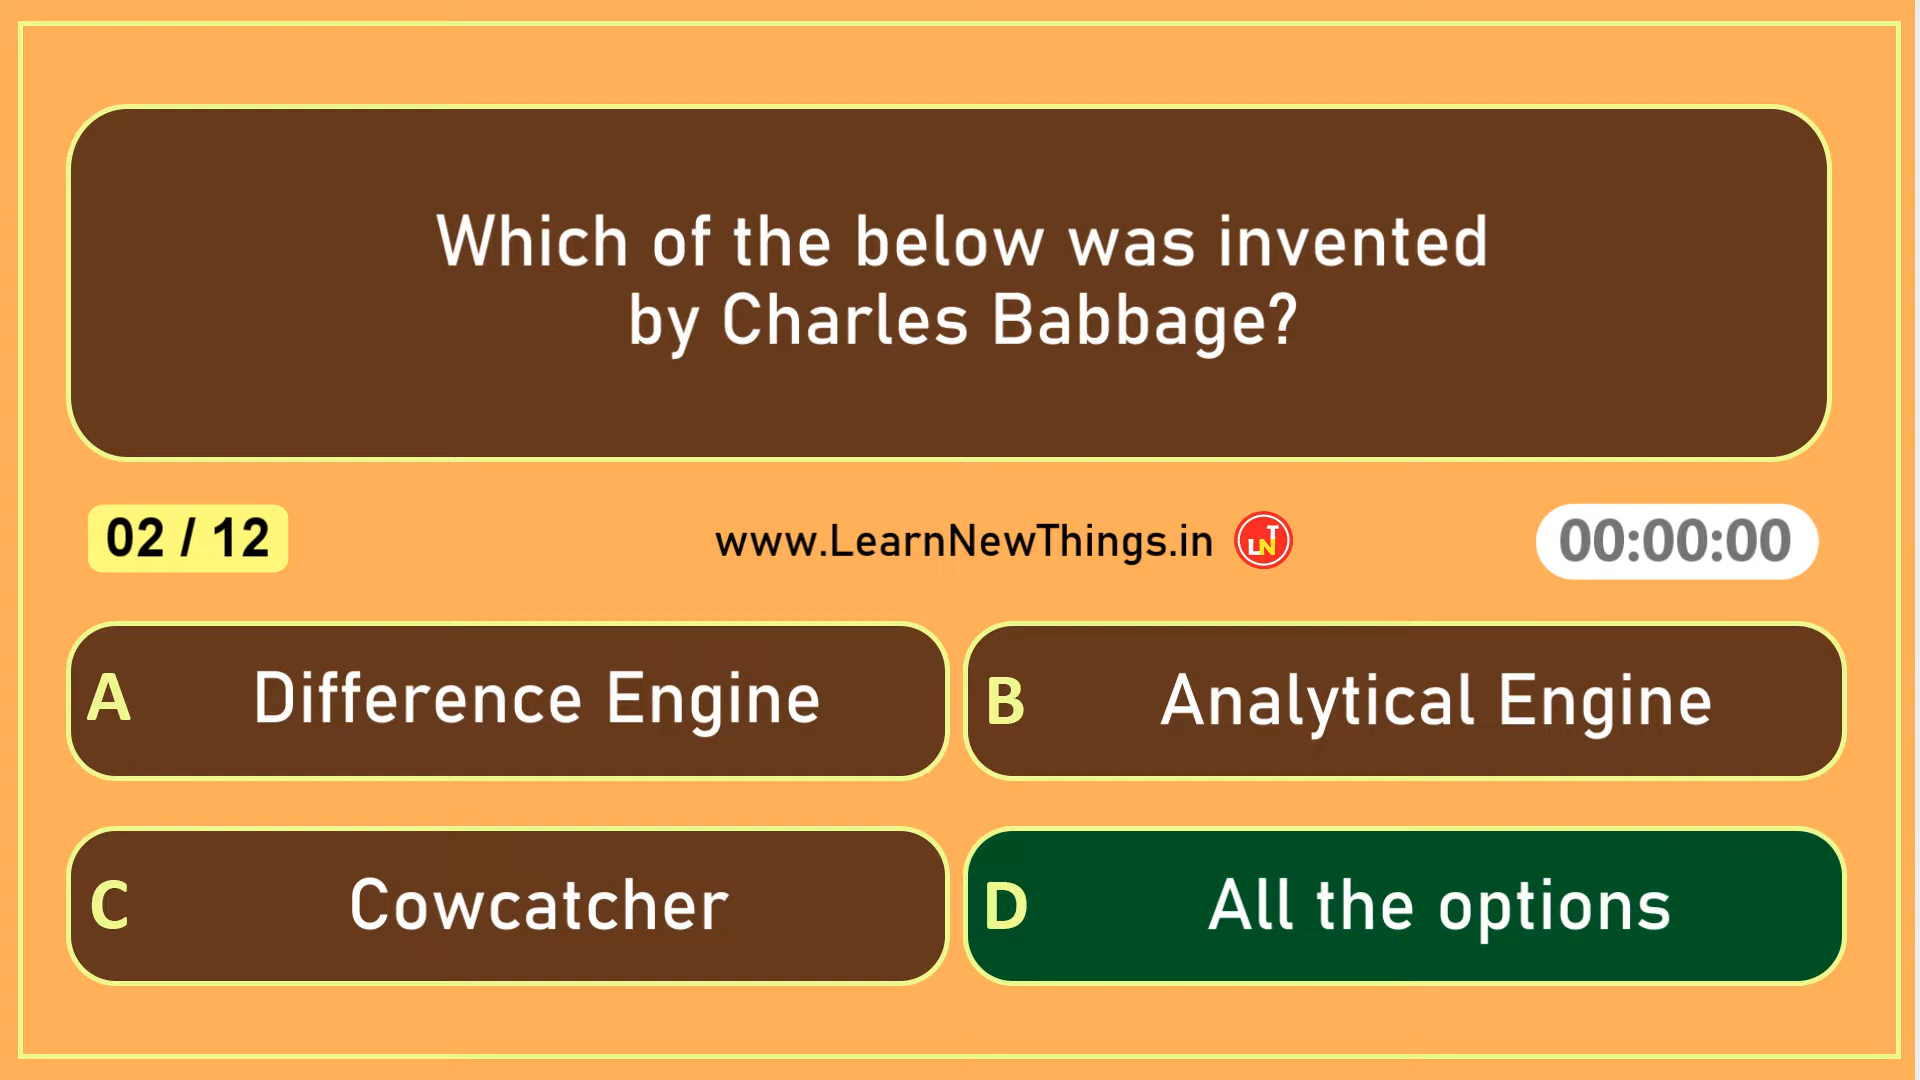 Which of the below was invented
by Charles Babbage?
02 / 12
www.LearnNewThings.in
LNT
00:00:00
A Difference Engine
B Analytical Engine
C Cowcatcher
D All the options